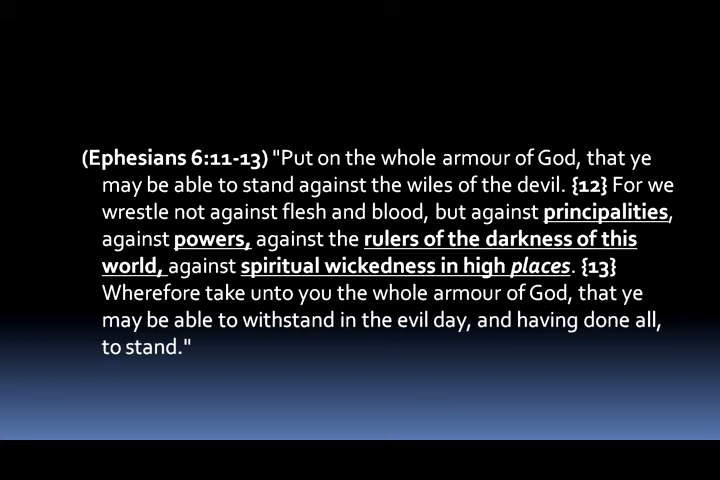 (Ephesians 6:11-13) "Put on the whole armour of God, that ye
may be able to stand against the wiles of the devil. {12} For we
wrestle not against flesh and blood, but against principalities,
against powers, against the rulers of the darkness of this
world, against spiritual wickedness in high places. {13}
Wherefore take unto you the whole armour of God, that ye
may be able to withstand in the evil day, and having done all,
to stand."